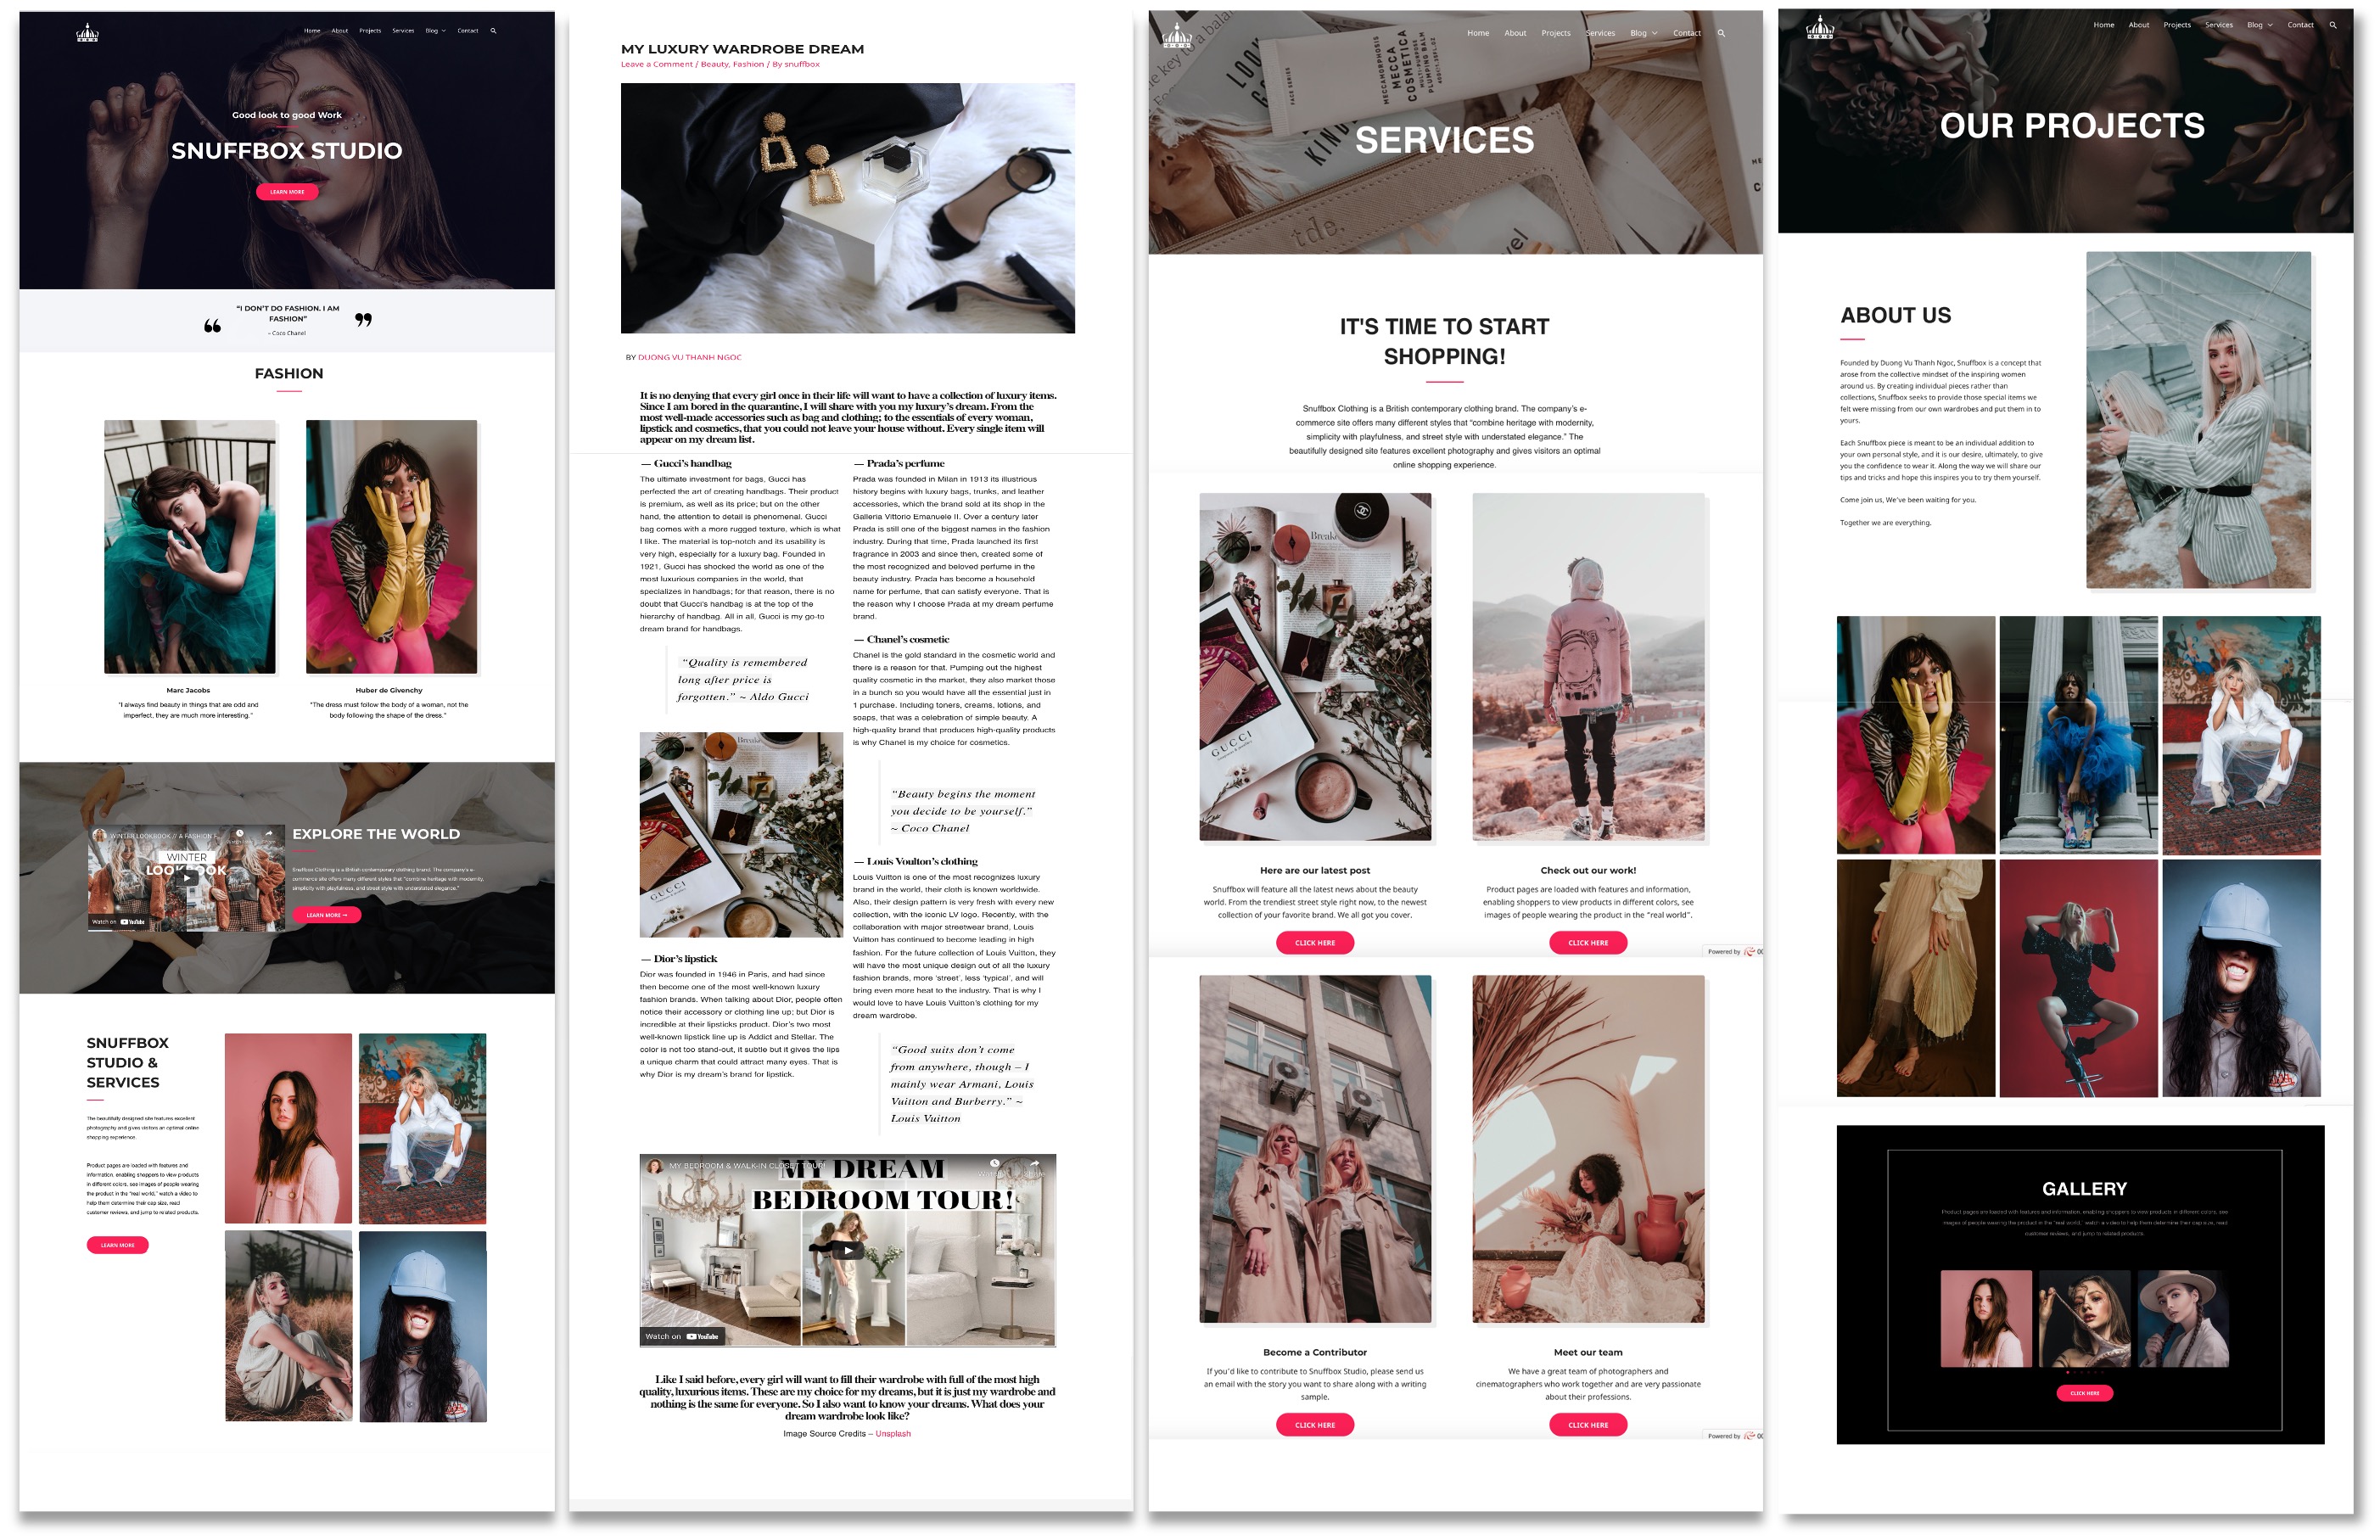 Home About Projects Services Blog Contact
Good look to good Work
SNUFFBOX STUDIO
LEARN MORE
“I DON'T DO FASHION. I AM
FASHION”
– Coco Chanel
FASHION
Marc Jacobs
"I always find beauty in things that are odd and
imperfect, they are much more interesting."
Huber de Givenchy
"The dress must follow the body of a woman, not the
body following the shape of the dress."
WINTER LOOKBOOK // A FASHION F
WINTER
LOOKBOOK
Watch on YouTube
EXPLORE THE WORLD
Snuffbox Clothing is a British contemporary clothing brand. The company's e-
commerce site offers many different styles that "combine heritage with modernity,
simplicity with playfulness, and street style with understated elegance."
LEARN MORE →
SNUFFBOX
STUDIO &
SERVICES
The beautifully designed site features excellent
photography and gives visitors an optimal online
shopping experience.
Product pages are loaded with features and
information, enabling shoppers to view products
in different colors, see images of people wearing
the product in the "real world," watch a video to
help them determine their cap size, read
customer reviews, and jump to related products.
LEARN MORE
MY LUXURY WARDROBE DREAM
Leave a Comment / Beauty, Fashion / By snuffbox
BY DUONG VU THANH NGOC
It is no denying that every girl once in their life will want to have a collection of luxury items.
Since I am bored in the quarantine, I will share with you my luxury's dream. From the
most well-made accessories such as bag and clothing; to the essentials of every woman,
lipstick and cosmetics, that you could not leave your house without. Every single item will
appear on my dream list.
— Gucci's handbag
The ultimate investment for bags, Gucci has
perfected the art of creating handbags. Their product
is premium, as well as its price; but on the other
hand, the attention to detail is phenomenal. Gucci
bag comes with a more rugged texture, which is what
I like. The material is top-notch and its usability is
very high, especially for a luxury bag. Founded in
1921, Gucci has shocked the world as one of the
most luxurious companies in the world, that
specializes in handbags; for that reason, there is no
doubt that Gucci's handbag is at the top of the
hierarchy of handbag. All in all, Gucci is my go-to
dream brand for handbags.
“Quality is remembered
long after price is
forgotten.” ~ Aldo Gucci
GUCCI
— Dior's lipstick
Dior was founded in 1946 in Paris, and had since
then become one of the most well-known luxury
fashion brands. When talking about Dior, people often
notice their accessory or clothing line up; but Dior is
incredible at their lipsticks product. Dior's two most
well-known lipstick line up is Addict and Stellar. The
color is not too stand-out, it subtle but it gives the lips
a unique charm that could attract many eyes. That is
why Dior is my dream's brand for lipstick.
— Prada's perfume
Prada was founded in Milan in 1913 its illustrious
history begins with luxury bags, trunks, and leather
accessories, which the brand sold at its shop in the
Galleria Vittorio Emanuele II. Over a century later
Prada is still one of the biggest names in the fashion
industry. During that time, Prada launched its first
fragrance in 2003 and since then, created some of
the most recognized and beloved perfume in the
beauty industry. Prada has become a household
name for perfume, that can satisfy everyone. That is
the reason why I choose Prada at my dream perfume
brand.
— Chanel's cosmetic
Chanel is the gold standard in the cosmetic world and
there is a reason for that. Pumping out the highest
quality cosmetic in the market, they also market those
in a bunch so you would have all the essential just in
1 purchase. Including toners, creams, lotions, and
soaps, that was a celebration of simple beauty. A
high-quality brand that produces high-quality products
is why Chanel is my choice for cosmetics.
“Beauty begins the moment
you decide to be yourself.”
~ Coco Chanel
— Louis Voulton's clothing
Louis Vuitton is one of the most recognizes luxury
brand in the world, their cloth is known worldwide.
Also, their design pattern is very fresh with every new
collection, with the iconic LV logo. Recently, with the
collaboration with major streetwear brand, Louis
Vuitton has continued to become leading in high
fashion. For the future collection of Louis Vuitton, they
will have the most unique design out of all the luxury
fashion brands, more 'street', less 'typical', and will
bring even more heat to the industry. That is why I
would love to have Louis Vuitton's clothing for my
dream wardrobe.
“Good suits don't come
from anywhere, though – I
mainly wear Armani, Louis
Vuitton and Burberry.” ~
Louis Vuitton
MY BEDROOM & WALK-IN CLOSET TOUR!
MY DREAM
BEDROOM TOUR!
Watch on YouTube
Like I said before, every girl will want to fill their wardrobe with full of the most high
quality, luxurious items. These are my choice for my dreams, but it is just my wardrobe and
nothing is the same for everyone. So I also want to know your dreams. What does your
dream wardrobe look like?
Image Source Credits – Unsplash
Home About Projects Services Blog Contact
MECCA
COSMETICA
SERVICES
tde.
IT'S TIME TO START
SHOPPING!
Snuffbox Clothing is a British contemporary clothing brand. The company's e-
commerce site offers many different styles that "combine heritage with modernity,
simplicity with playfulness, and street style with understated elegance." The
beautifully designed site features excellent photography and gives visitors an optimal
online shopping experience.
GUCCI
Here are our latest post
Snuffbox will feature all the latest news about the beauty
world. From the trendiest street style right now, to the newest
collection of your favorite brand. We all got you cover.
CLICK HERE
Check out our work!
Product pages are loaded with features and information,
enabling shoppers to view products in different colors, see
images of people wearing the product in the "real world".
CLICK HERE
Powered by
Become a Contributor
If you'd like to contribute to Snuffbox Studio, please send us
an email with the story you want to share along with a writing
sample.
CLICK HERE
Meet our team
We have a great team of photographers and
cinematographers who work together and are very passionate
about their professions.
CLICK HERE
Powered by
Home About Projects Services Blog Contact
OUR PROJECTS
ABOUT US
Founded by Duong Vu Thanh Ngoc, Snuffbox is a concept that
arose from the collective mindset of the inspiring women
around us. By creating individual pieces rather than
collections, Snuffbox seeks to provide those special items we
felt were missing from our own wardrobes and put them in to
yours.
Each Snuffbox piece is meant to be an individual addition to
your own personal style, and it is our desire, ultimately, to give
you the confidence to wear it. Along the way we will share our
tips and tricks and hope this inspires you to try them yourself.
Come join us, We've been waiting for you.
Together we are everything.
GALLERY
Product pages are loaded with features and information, enabling shoppers to view products in different colors, see
images of people wearing the product in the "real world," watch a video to help them determine their cap size, read
customer reviews, and jump to related products.
CLICK HERE